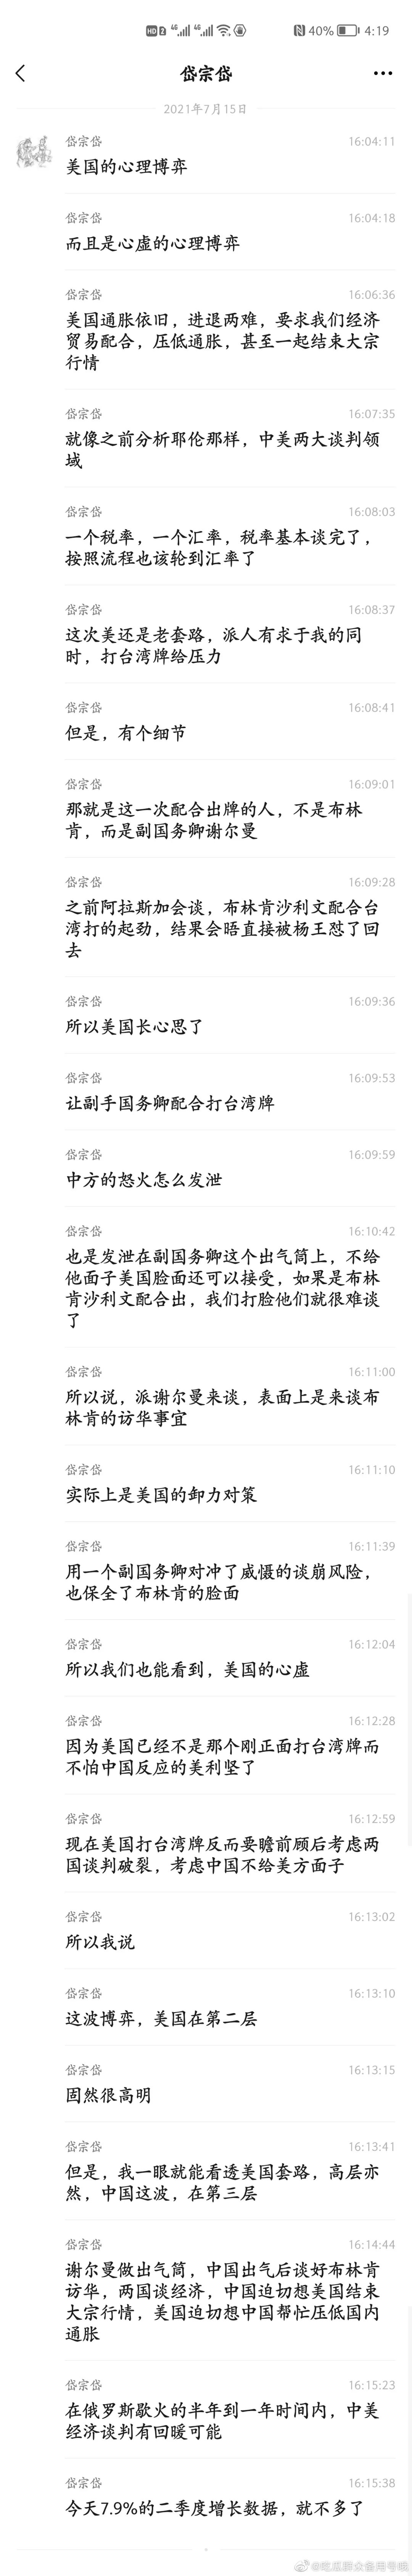 HD 2 4G 4G 40% 4:19
岱宗岱
2021年7月15日
岱宗岱 16:04:11
美国的心理博弈
岱宗岱 16:04:18
而且是心虚的心理博弈
岱宗岱 16:06:36
美国通胀依旧，进退两难，要求我们经济
贸易配合，压低通胀，甚至一起结束大宗
行情
岱宗岱 16:07:35
就像之前分析耶伦那样，中美两大谈判领
域
岱宗岱 16:08:03
一个税率，一个汇率，税率基本谈完了，
按照流程也该轮到汇率了
岱宗岱 16:08:37
这次美还是老套路，派人有求于我的同
时，打台湾牌给压力
岱宗岱 16:08:41
但是，有个细节
岱宗岱 16:09:01
那就是这一次配合出牌的人，不是布林
肯，而是副国务卿谢尔曼
岱宗岱 16:09:28
之前阿拉斯加会谈，布林肯沙利文配合台
湾打的起劲，结果会晤直接被杨王怼了回
去
岱宗岱 16:09:36
所以美国长心思了
岱宗岱 16:09:53
让副手国务卿配合打台湾牌
岱宗岱 16:09:59
中方的怒火怎么发泄
岱宗岱 16:10:42
也是发泄在副国务卿这个出气筒上，不给
他面子美国脸面还可以接受，如果是布林
肯沙利文配合出，我们打脸他们就很难谈
了
岱宗岱 16:11:00
所以说，派谢尔曼来谈，表面上是来谈布
林肯的访华事宜
岱宗岱 16:11:10
实际上是美国的卸力对策
岱宗岱 16:11:39
用一个副国务卿对冲了威慑的谈崩风险，
也保全了布林肯的脸面
岱宗岱 16:12:04
所以我们也能看到，美国的心虚
岱宗岱 16:12:28
因为美国已经不是那个刚正面打台湾牌而
不怕中国反应的美利坚了
岱宗岱 16:12:59
现在美国打台湾牌反而要瞻前顾后考虑两
国谈判破裂，考虑中国不给美方面子
岱宗岱 16:13:02
所以我说
岱宗岱 16:13:10
这波博弈，美国在第二层
岱宗岱 16:13:15
固然很高明
岱宗岱 16:13:41
但是，我一眼就能看透美国套路，高层亦
然，中国这波，在第三层
岱宗岱 16:14:44
谢尔曼做出气筒，中国出气后谈好布林肯
访华，两国谈经济，中国迫切想美国结束
大宗行情，美国迫切想中国帮忙压低国内
通胀
岱宗岱 16:15:23
在俄罗斯歇火的半年到一年时间内，中美
经济谈判有回暖可能
岱宗岱 16:15:38
今天7.9%的二季度增长数据，就不多了
@吃瓜群众鲁用号哦